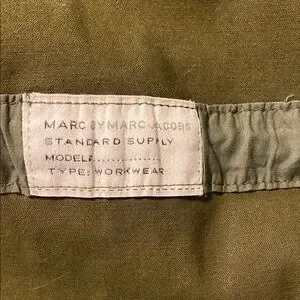 MARC BY MARC JACOBS
STANDARD SUPPLY
MODEL:................
TYPE: WORKWEAR